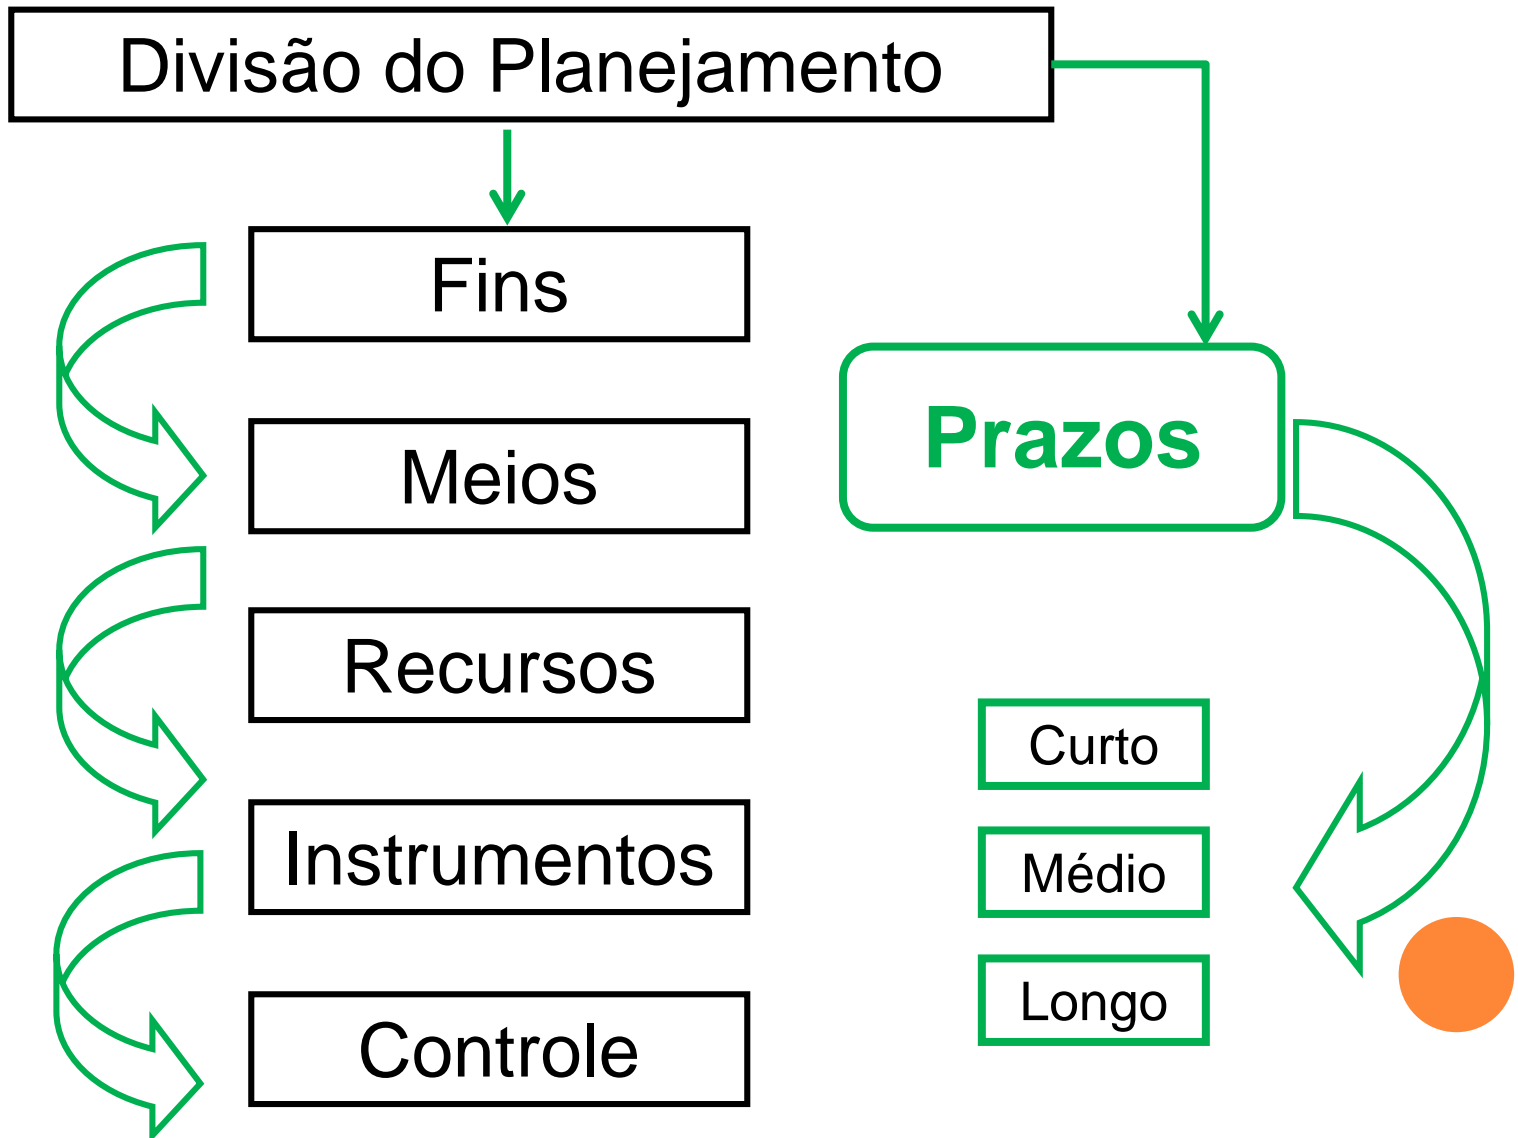 Divisão do Planejamento
Fins
Meios
Recursos
Instrumentos
Controle
Prazos
Curto
Médio
Longo